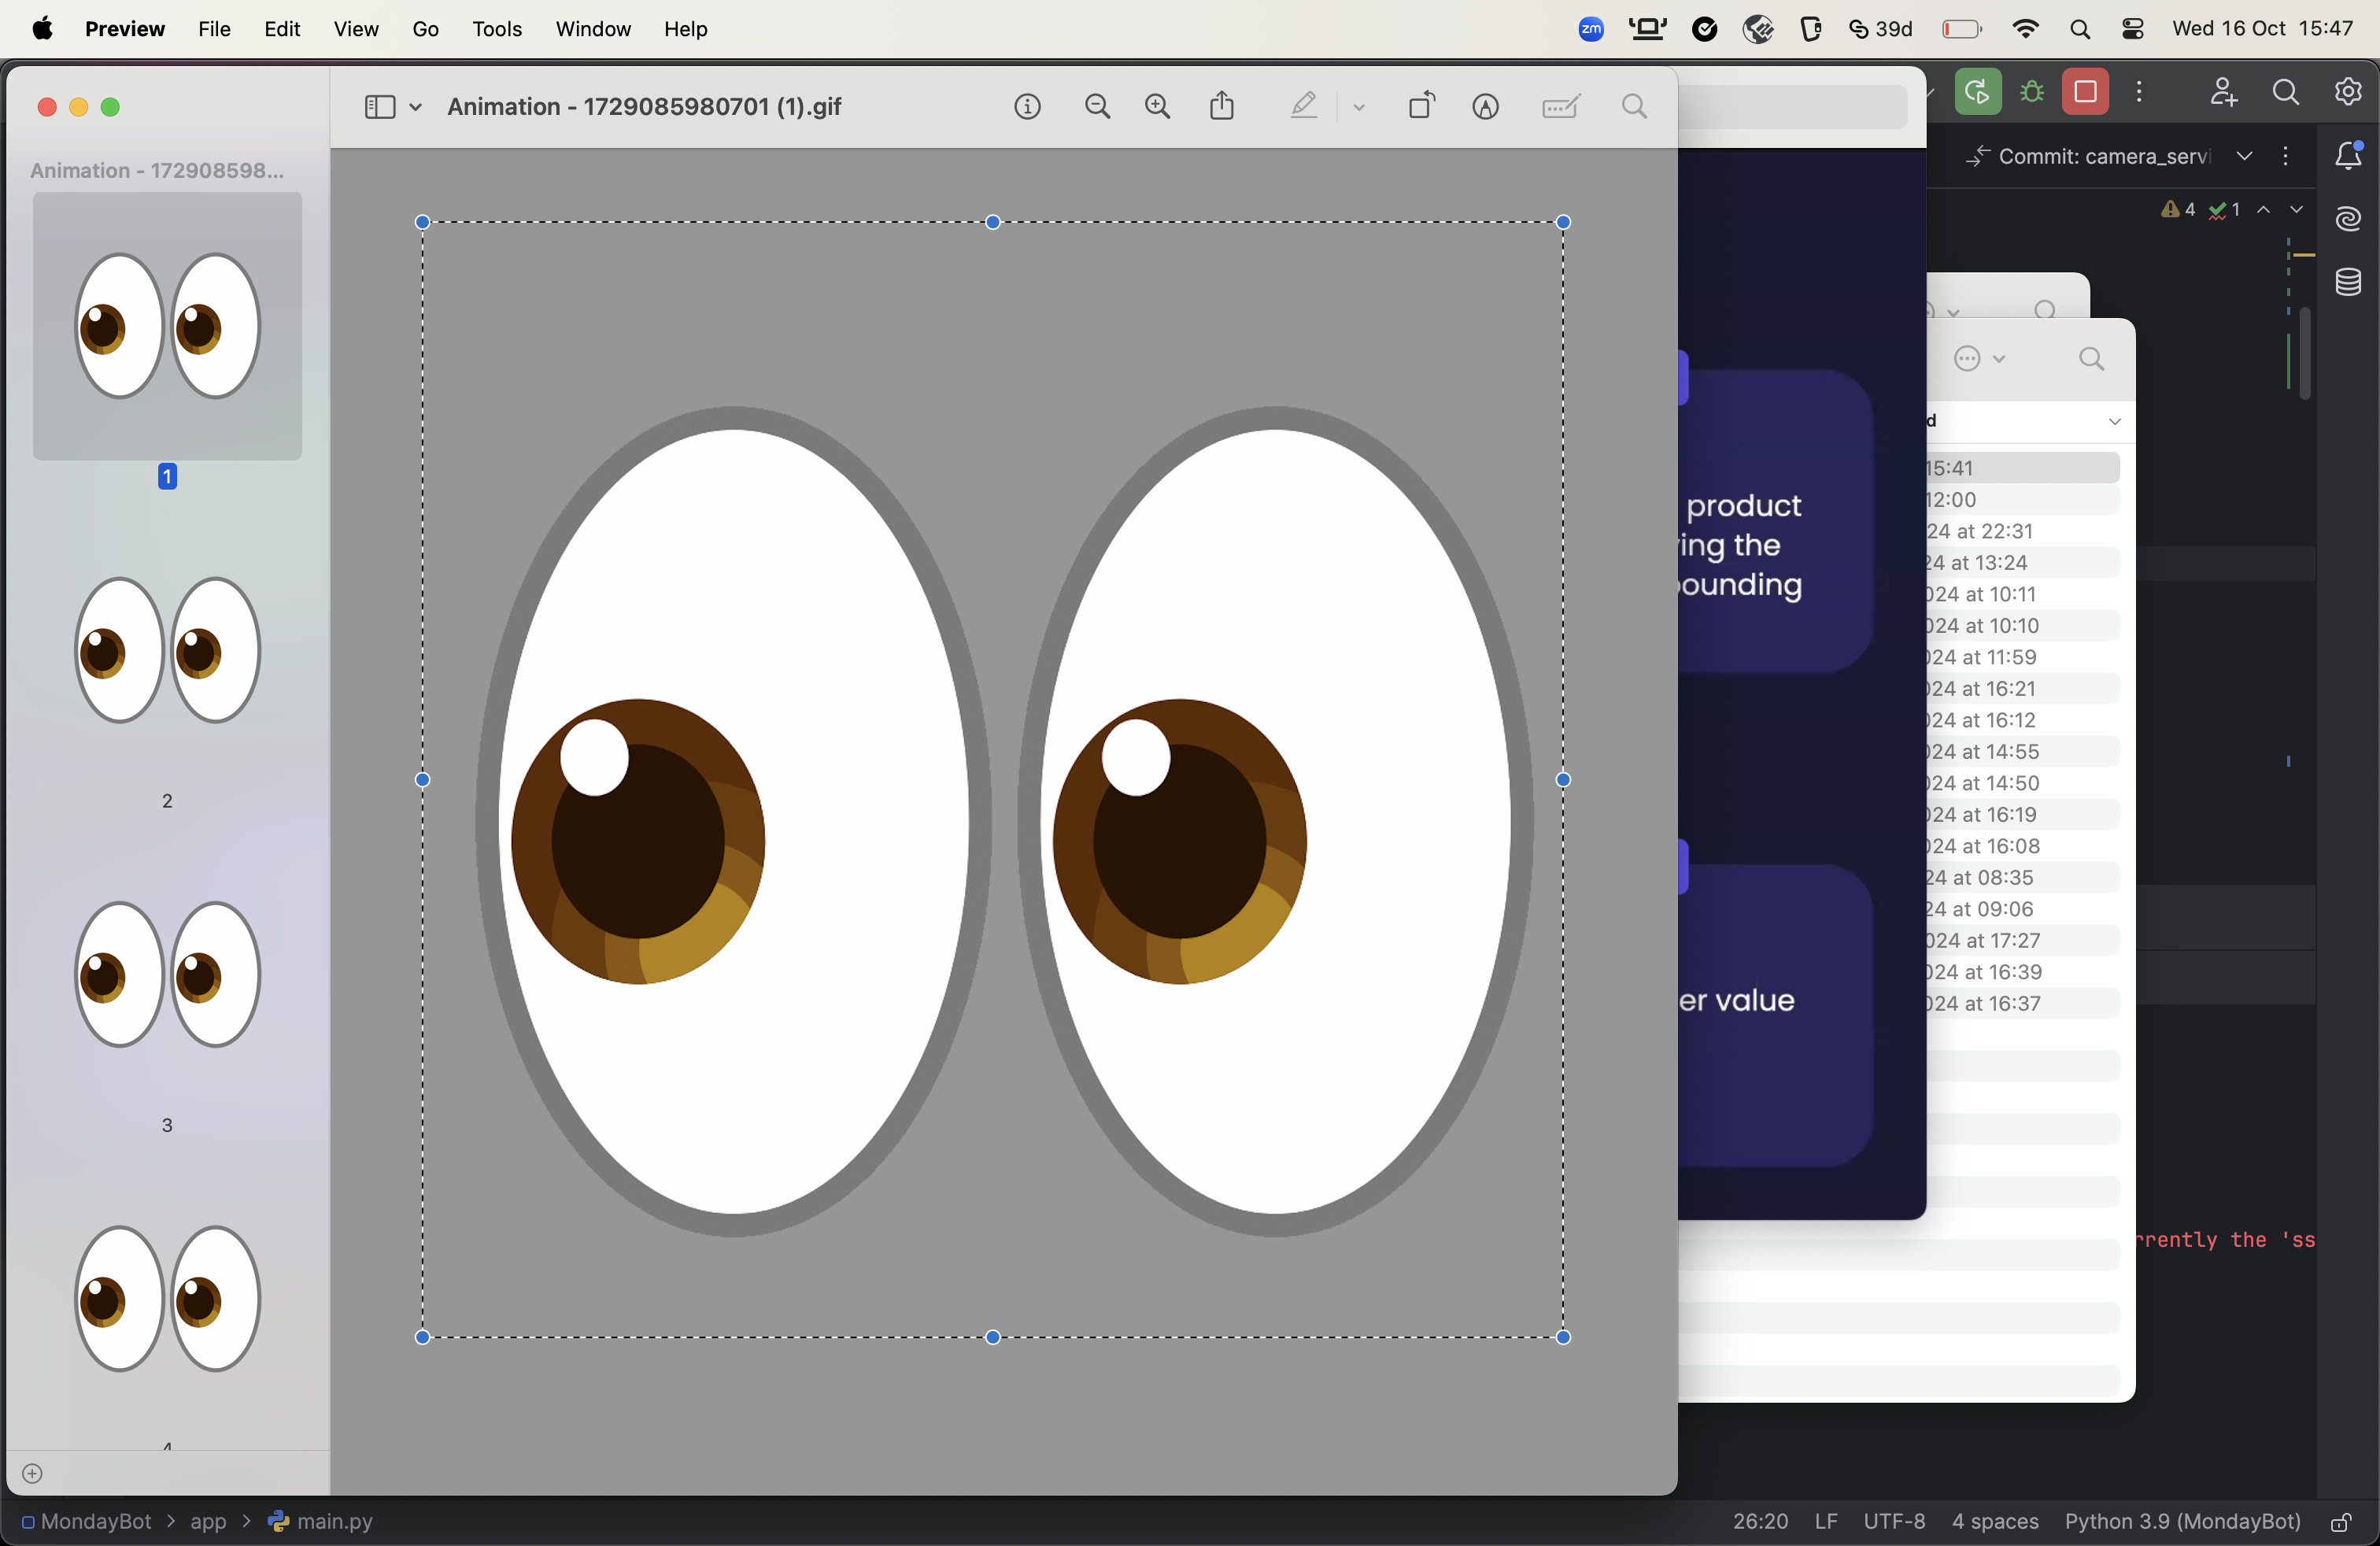 Preview File Edit View Go Tools Window Help
zm 39d Wed 16 Oct 15:47
Animation - 172908598...
Animation - 1729085980701 (1).gif
Commit: camera_servi
4 1
1
2
3
4
product
ing the
ounding
er value
d
15:41
12:00
24 at 22:31
24 at 13:24
024 at 10:11
024 at 10:10
024 at 11:59
024 at 16:21
024 at 16:12
024 at 14:55
024 at 14:50
024 at 16:19
024 at 16:08
24 at 08:35
24 at 09:06
024 at 17:27
024 at 16:39
024 at 16:37
rrently the 'ss
MondayBot > app > main.py
26:20 LF UTF-8 4 spaces Python 3.9 (MondayBot)